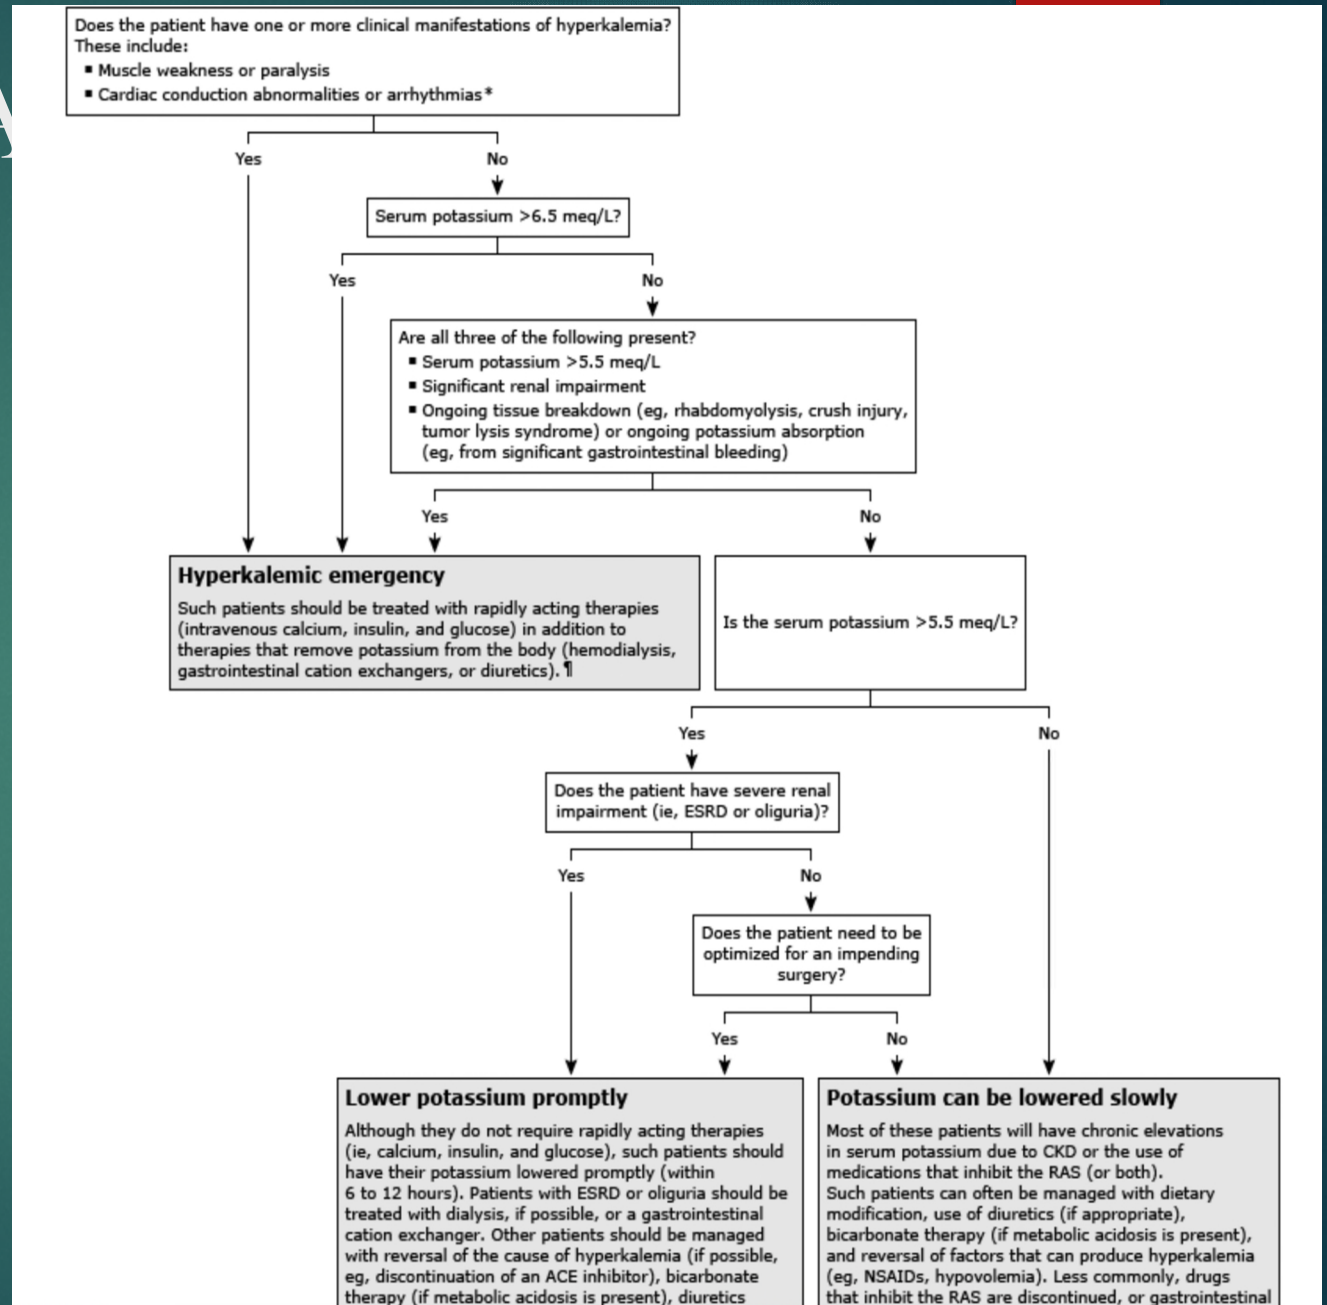 Does the patient have one or more clinical manifestations of hyperkalemia?
These include:
▪ Muscle weakness or paralysis
▪ Cardiac conduction abnormalities or arrhythmias*
Yes
No
Serum potassium >6.5 meq/L?
Yes
No
Are all three of the following present?
▪ Serum potassium >5.5 meq/L
▪ Significant renal impairment
▪ Ongoing tissue breakdown (eg, rhabdomyolysis, crush injury,
tumor lysis syndrome) or ongoing potassium absorption
(eg, from significant gastrointestinal bleeding)
Yes
No
Hyperkalemic emergency
Such patients should be treated with rapidly acting therapies
(intravenous calcium, insulin, and glucose) in addition to
therapies that remove potassium from the body (hemodialysis,
gastrointestinal cation exchangers, or diuretics).¶
Is the serum potassium >5.5 meq/L?
Yes
No
Does the patient have severe renal
impairment (ie, ESRD or oliguria)?
Yes
No
Does the patient need to be
optimized for an impending
surgery?
Yes
No
Lower potassium promptly
Although they do not require rapidly acting therapies
(ie, calcium, insulin, and glucose), such patients should
have their potassium lowered promptly (within
6 to 12 hours). Patients with ESRD or oliguria should be
treated with dialysis, if possible, or a gastrointestinal
cation exchanger. Other patients should be managed
with reversal of the cause of hyperkalemia (if possible,
eg, discontinuation of an ACE inhibitor), bicarbonate
therapy (if metabolic acidosis is present), diuretics
Potassium can be lowered slowly
Most of these patients will have chronic elevations
in serum potassium due to CKD or the use of
medications that inhibit the RAS (or both).
Such patients can often be managed with dietary
modification, use of diuretics (if appropriate),
bicarbonate therapy (if metabolic acidosis is present),
and reversal of factors that can produce hyperkalemia
(eg, NSAIDs, hypovolemia). Less commonly, drugs
that inhibit the RAS are discontinued, or gastrointestinal